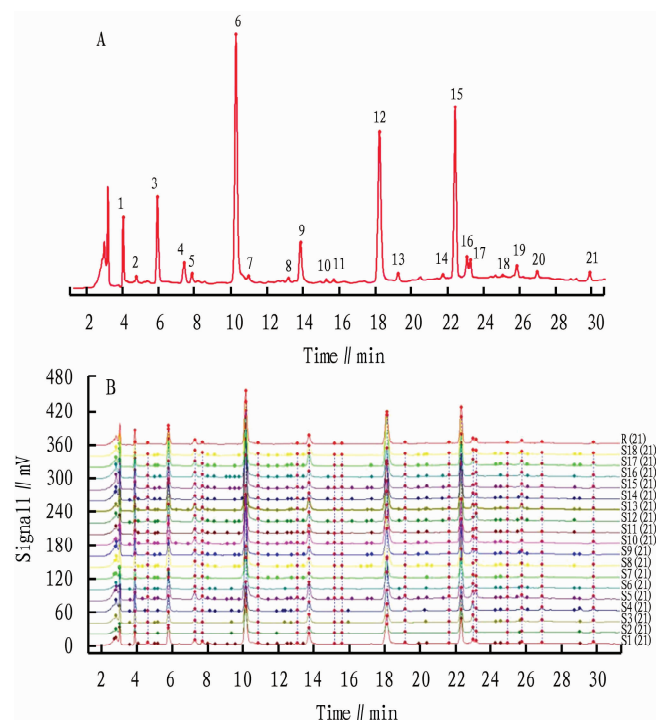 A
6
15
12
3
1
9
4
5
2
7
8
10 11
13
14
16
17
18
19
20
21
2 4 6 8 10 12 14 16 18 20 22 24 26 28 30
Time // min
B
480
420
360
300
240
180
120
60
0
Signall // mV
R (21)
S18 (21)
S17 (21)
S16 (21)
S15 (21)
S14 (21)
S13 (21)
S12 (21)
S11 (21)
S10 (21)
S9 (21)
S8 (21)
S7 (21)
S6 (21)
S5 (21)
S4 (21)
S3 (21)
S2 (21)
S1 (21)
2 4 6 8 10 12 14 16 18 20 22 24 26 28 30
Time // min